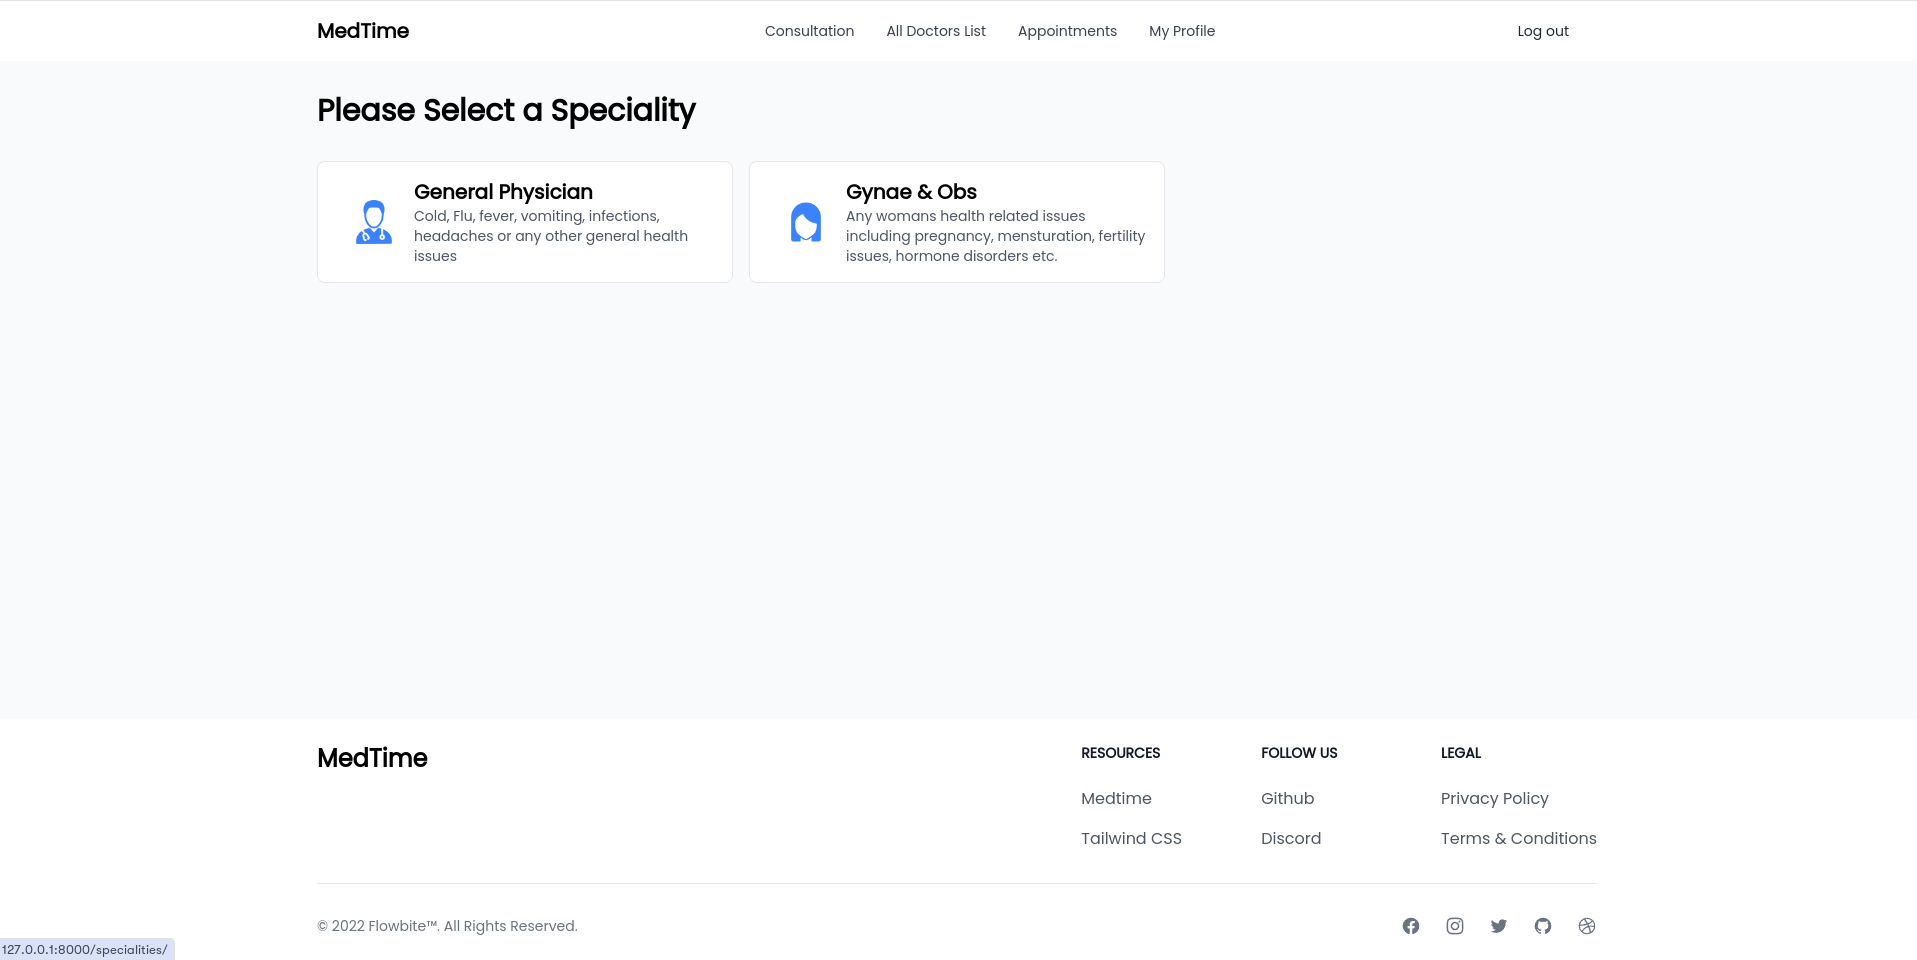 MedTime
Consultation
All Doctors List
Appointments
My Profile
Log out
Please Select a Speciality
General Physician
Cold, Flu, fever, vomiting, infections,
headaches or any other general health
issues
Gynae & Obs
Any womans health related issues
including pregnancy, mensturation, fertility
issues, hormone disorders etc.
MedTime
RESOURCES
Medtime
Tailwind CSS
FOLLOW US
Github
Discord
LEGAL
Privacy Policy
Terms & Conditions
© 2022 Flowbite™. All Rights Reserved.
127.0.0.1:8000/specialities/